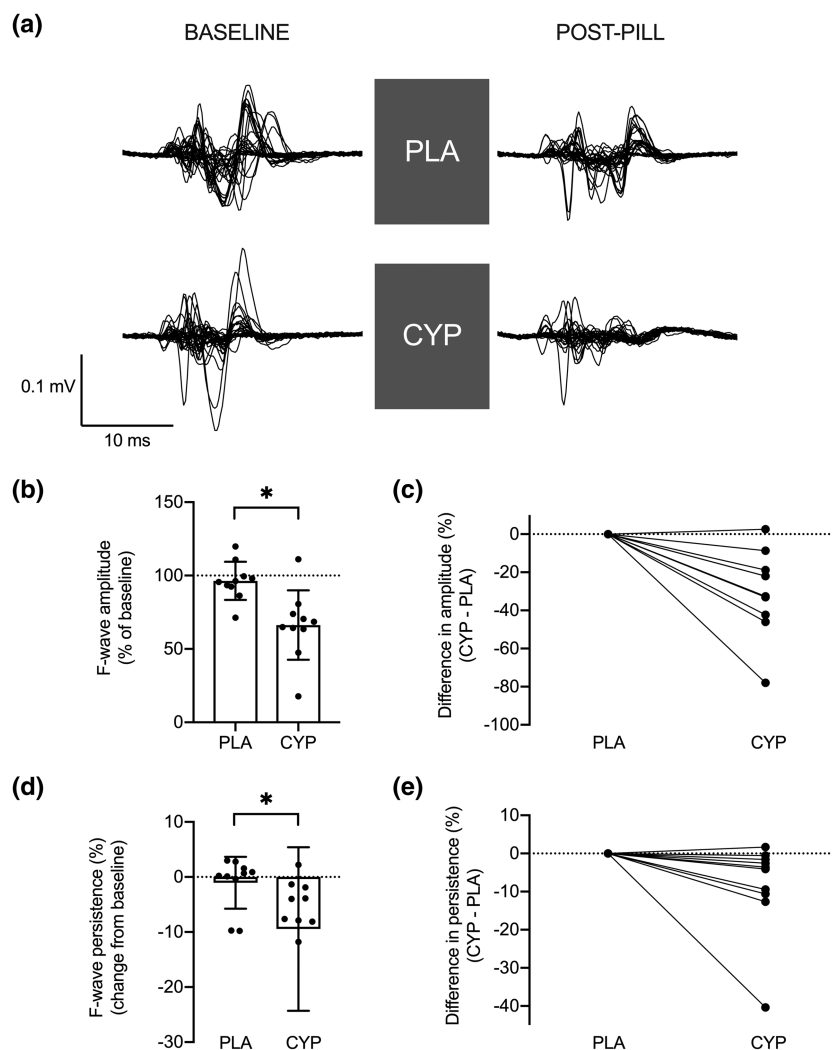 (a)
BASELINE
POST-PILL
PLA
CYP
0.1 mV
10 ms
(b)
F-wave amplitude
(% of baseline)
150
100
50
0
*
PLA
CYP
(c)
Difference in amplitude (%)
(CYP - PLA)
0
-20
-40
-60
-80
-100
PLA
CYP
(d)
F-wave persistence (%)
(change from baseline)
10
0
-10
-20
-30
*
PLA
CYP
(e)
Difference in persistence (%)
(CYP - PLA)
10
0
-10
-20
-30
-40
PLA
CYP